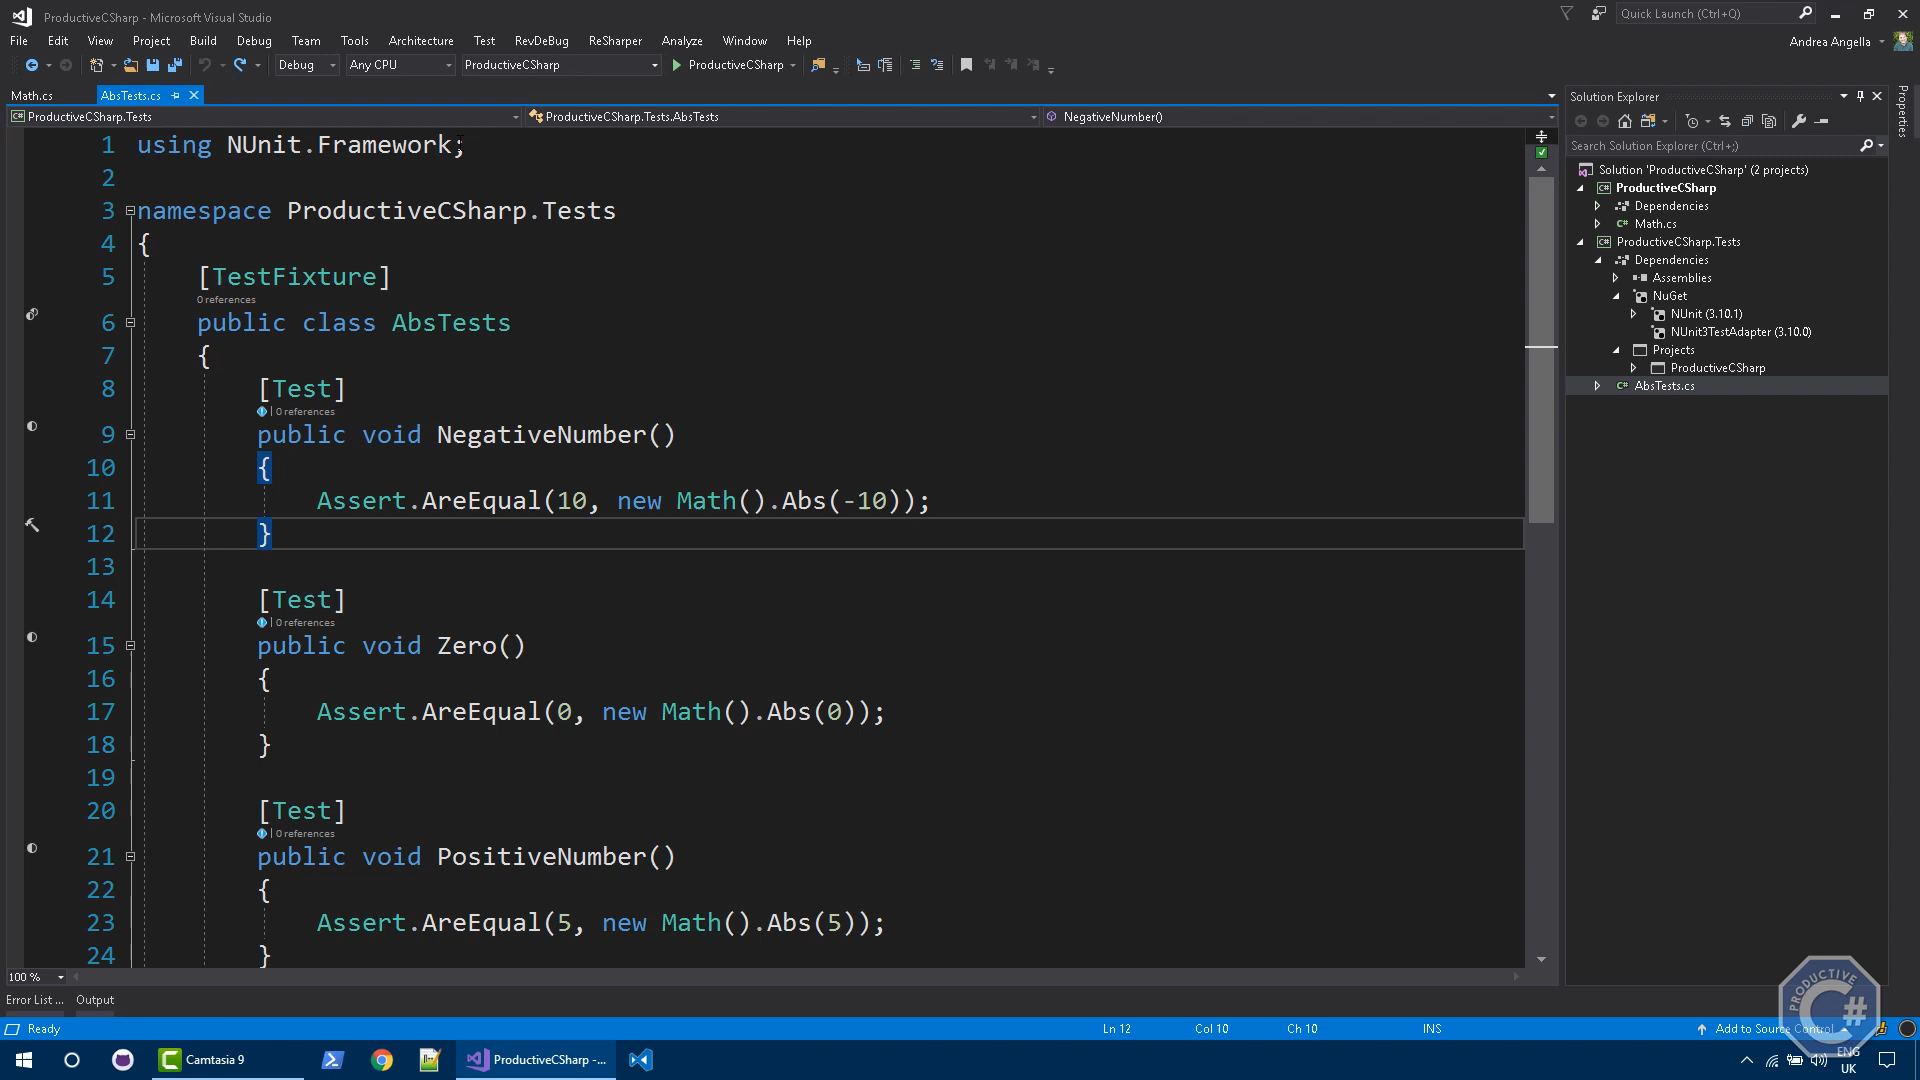 ProductiveCSharp - Microsoft Visual Studio
Quick Launch (Ctrl+Q)
File Edit View Project Build Debug Team Tools Architecture Test RevDeBug ReSharper Analyze Window Help
Andrea Angella
Debug Any CPU ProductiveCSharp ProductiveCSharp
Math.cs AbsTests.cs
ProductiveCSharp.Tests ProductiveCSharp.Tests.AbsTests NegativeNumber()
1 using NUnit.Framework;
2
3 namespace ProductiveCSharp.Tests
4 {
5 [TestFixture]
0 references
6 public class AbsTests
7 {
8 [Test]
| 0 references
9 public void NegativeNumber()
10 {
11 Assert.AreEqual(10, new Math().Abs(-10));
12 }
13
14 [Test]
| 0 references
15 public void Zero()
16 {
17 Assert.AreEqual(0, new Math().Abs(0));
18 }
19
20 [Test]
| 0 references
21 public void PositiveNumber()
22 {
23 Assert.AreEqual(5, new Math().Abs(5));
24 }
100 %
Solution Explorer
Properties
Search Solution Explorer (Ctrl+;)
Solution 'ProductiveCSharp' (2 projects)
C# ProductiveCSharp
Dependencies
C# Math.cs
C# ProductiveCSharp.Tests
Dependencies
Assemblies
NuGet
NUnit (3.10.1)
NUnit3TestAdapter (3.10.0)
Projects
ProductiveCSharp
C# AbsTests.cs
Error List ... Output
Ready Ln 12 Col 10 Ch 10 INS Add to Source Control
PRODUCTIVE
C#
Camtasia 9 ProductiveCSharp -...
ENG
UK